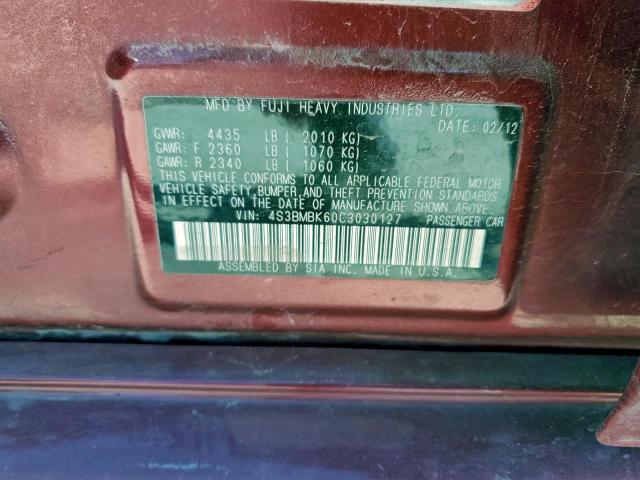 MFD BY FUJI HEAVY INDUSTRIES LTD.
DATE: 02/12
GVWR: 4435 LB ( 2010 KG)
GAWR: F 2360 LB ( 1070 KG)
GAWR: R 2340 LB ( 1060 KG)
THIS VEHICLE CONFORMS TO ALL APPLICABLE FEDERAL MOTOR
VEHICLE SAFETY, BUMPER, AND THEFT PREVENTION STANDARDS
IN EFFECT ON THE DATE OF MANUFACTURE SHOWN ABOVE.
VIN: 4S3BMBK60C3030127 PASSENGER CAR
ASSEMBLED BY SIA INC. MADE IN U.S.A.